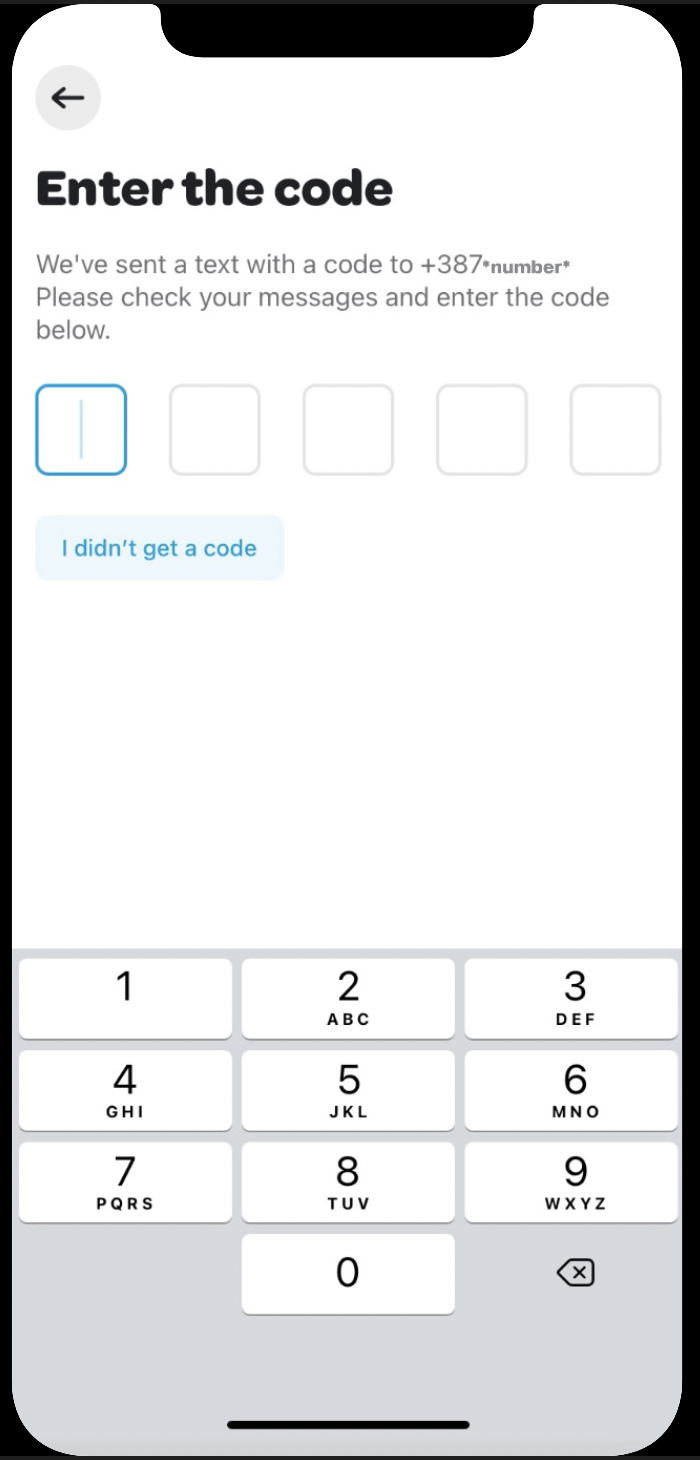 Enter the code
We've sent a text with a code to +387*number*
Please check your messages and enter the code
below.
I didn’t get a code
1
2
ABC
3
DEF
4
GHI
5
JKL
6
MNO
7
PQRS
8
TUV
9
WXYZ
0